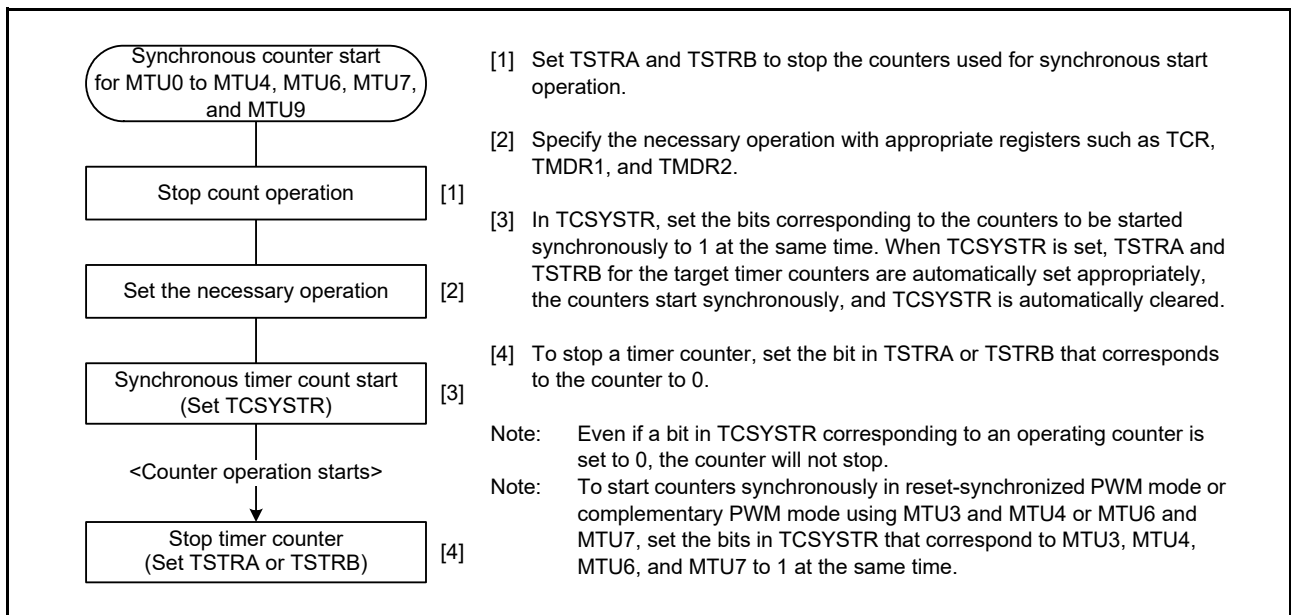 Synchronous counter start
for MTU0 to MTU4, MTU6, MTU7,
and MTU9
Stop count operation
[1]
Set the necessary operation
[2]
Synchronous timer count start
(Set TCSYSTR)
[3]
<Counter operation starts>
Stop timer counter
(Set TSTRA or TSTRB)
[4]
[1] Set TSTRA and TSTRB to stop the counters used for synchronous start
operation.
[2] Specify the necessary operation with appropriate registers such as TCR,
TMDR1, and TMDR2.
[3] In TCSYSTR, set the bits corresponding to the counters to be started
synchronously to 1 at the same time. When TCSYSTR is set, TSTRA and
TSTRB for the target timer counters are automatically set appropriately,
the counters start synchronously, and TCSYSTR is automatically cleared.
[4] To stop a timer counter, set the bit in TSTRA or TSTRB that corresponds
to the counter to 0.
Note: Even if a bit in TCSYSTR corresponding to an operating counter is
set to 0, the counter will not stop.
Note: To start counters synchronously in reset-synchronized PWM mode or
complementary PWM mode using MTU3 and MTU4 or MTU6 and
MTU7, set the bits in TCSYSTR that correspond to MTU3, MTU4,
MTU6, and MTU7 to 1 at the same time.